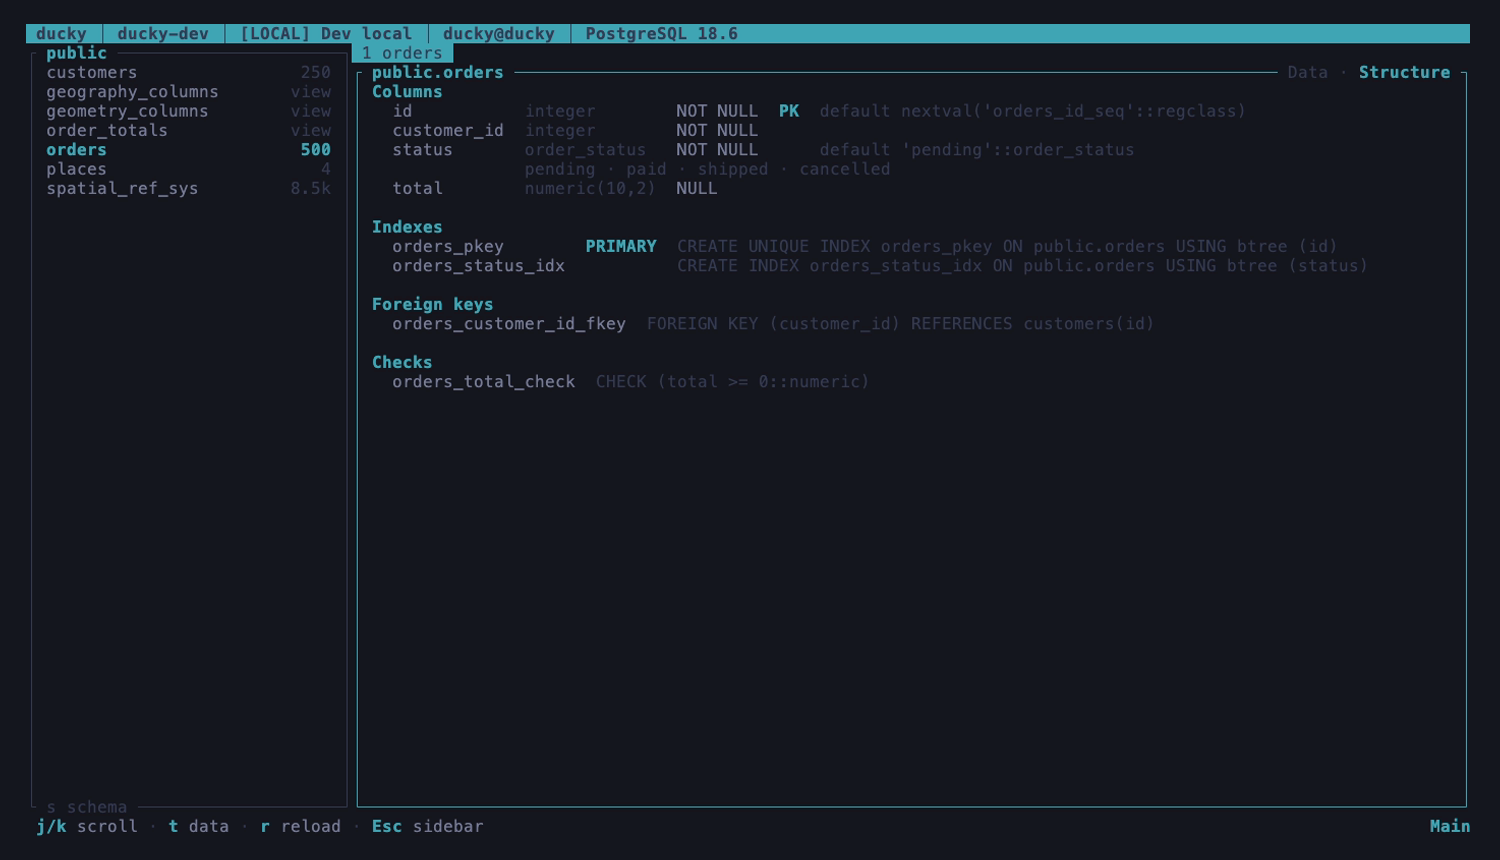 ducky │ ducky-dev │ [LOCAL] Dev local │ ducky@ducky │ PostgreSQL 18.6
public
1 orders
customers 250
geography_columns view
geometry_columns view
order_totals view
orders 500
places 4
spatial_ref_sys 8.5k
s schema
public.orders
Data · Structure
Columns
id integer NOT NULL PK default nextval('orders_id_seq'::regclass)
customer_id integer NOT NULL
status order_status NOT NULL default 'pending'::order_status
pending · paid · shipped · cancelled
total numeric(10,2) NULL
Indexes
orders_pkey PRIMARY CREATE UNIQUE INDEX orders_pkey ON public.orders USING btree (id)
orders_status_idx CREATE INDEX orders_status_idx ON public.orders USING btree (status)
Foreign keys
orders_customer_id_fkey FOREIGN KEY (customer_id) REFERENCES customers(id)
Checks
orders_total_check CHECK (total >= 0::numeric)
j/k scroll · t data · r reload · Esc sidebar
Main